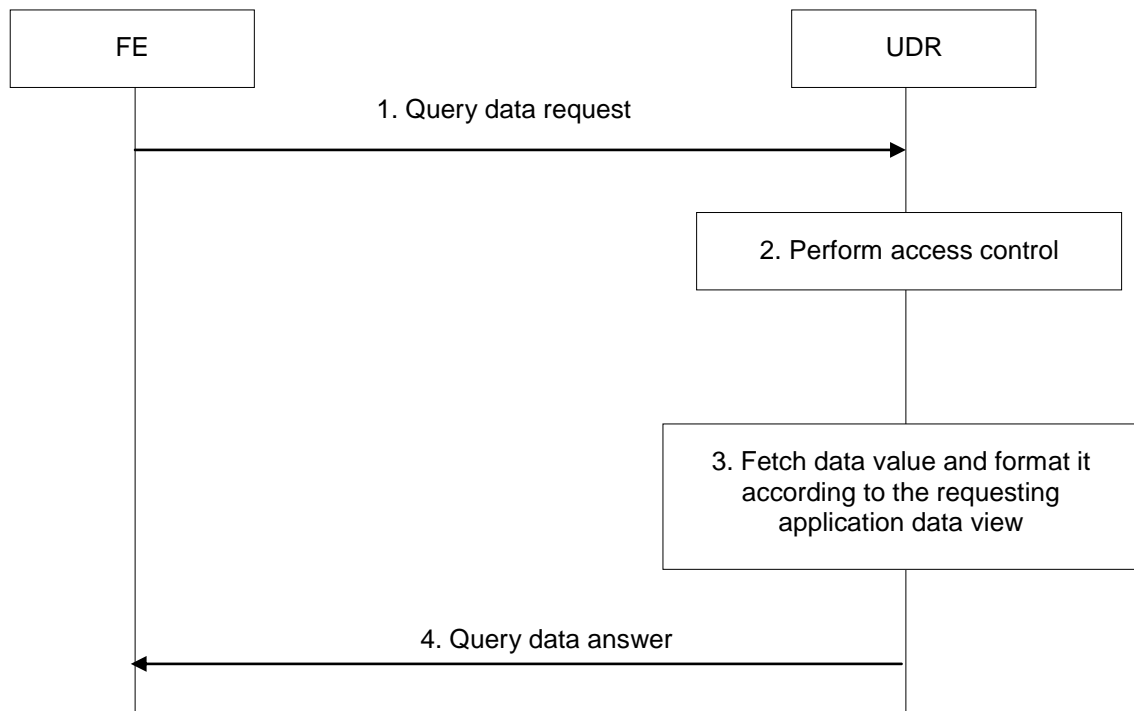 FE
UDR
1. Query data request
2. Perform access control
3. Fetch data value and format it
according to the requesting
application data view
4. Query data answer